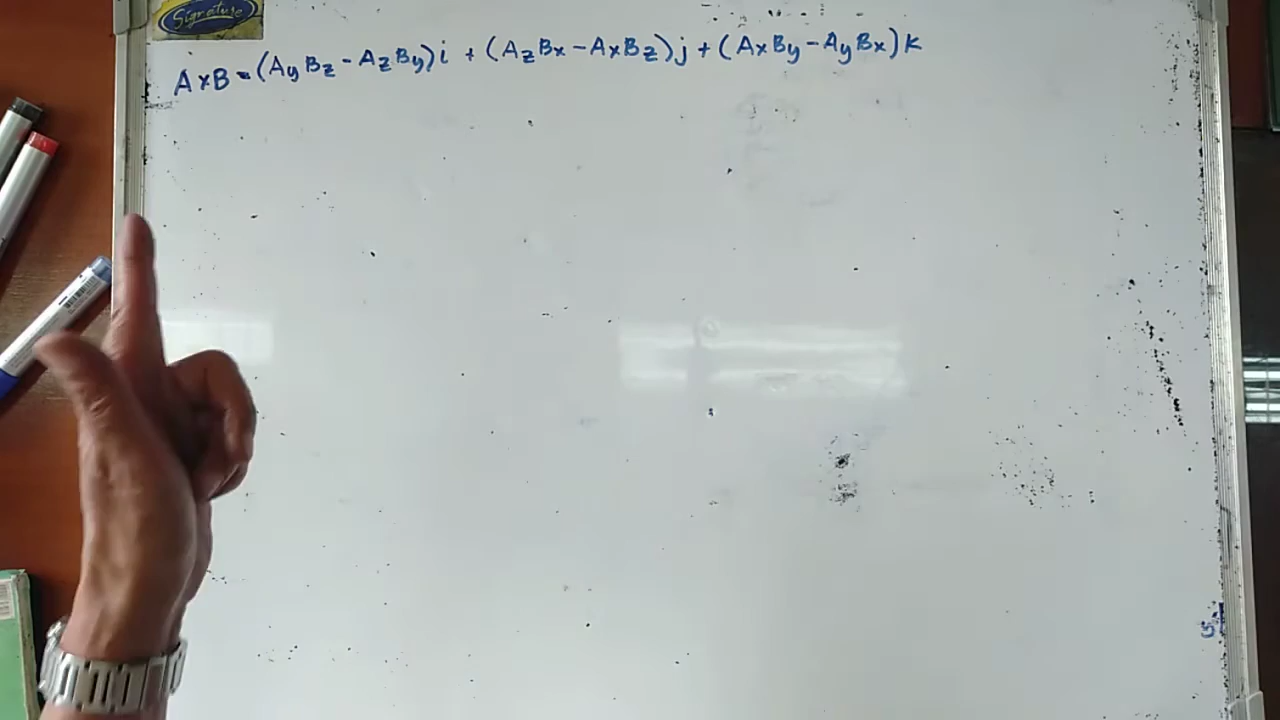 Signature
A×B = (AyBz - AzBy)i + (AzBx - AxBz)j + (AxBy - AyBx)k